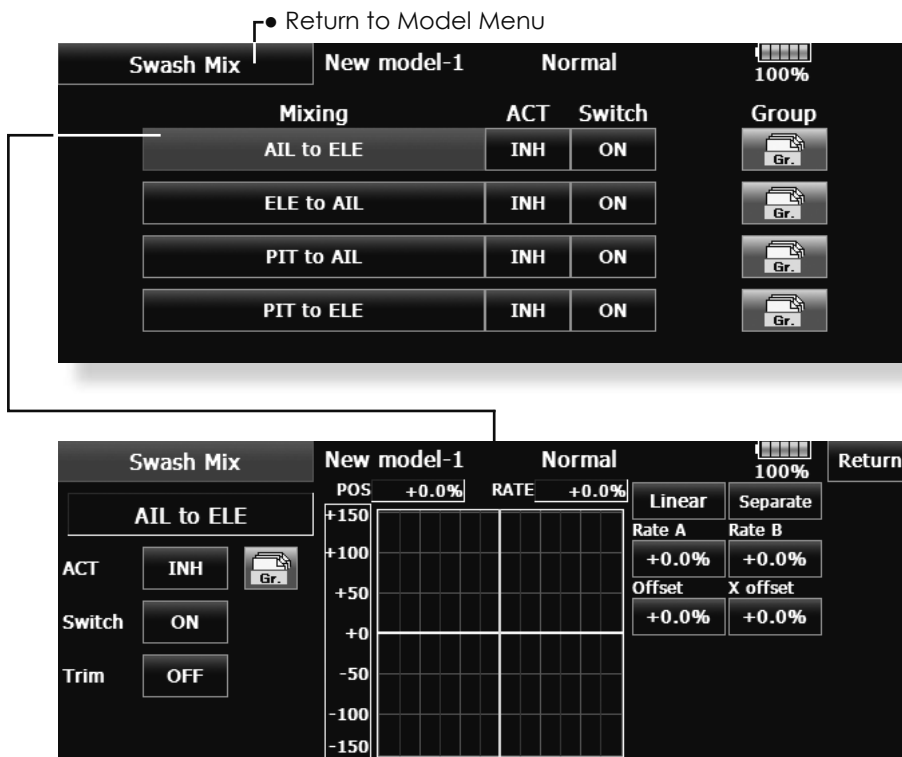 ● Return to Model Menu
Swash Mix New model-1 Normal 100%
Mixing ACT Switch Group
AIL to ELE INH ON Gr.
ELE to AIL INH ON Gr.
PIT to AIL INH ON Gr.
PIT to ELE INH ON Gr.
Swash Mix New model-1 Normal 100% Return
POS +0.0% RATE +0.0%
Linear Separate
AIL to ELE
+150
Rate A Rate B
ACT INH Gr.
+100
+0.0% +0.0%
+50
Offset X offset
Switch ON
+0.0% +0.0%
+0
Trim OFF
-50
-100
-150